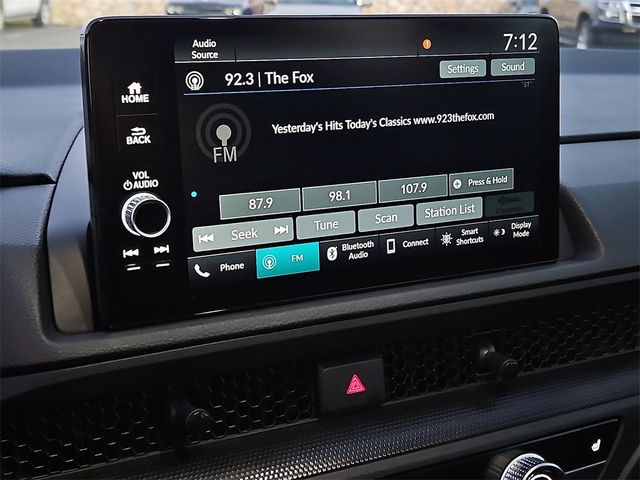 Audio
Source
1
7:12
92.3 | The Fox
Settings
Sound
ST
HOME
BACK
VOL
AUDIO
FM
Yesterday's Hits Today's Classics www.923thefox.com
87.9
98.1
107.9
Press & Hold
Seek
Tune
Scan
Station List
Radio
Phone
FM
Bluetooth
Audio
Connect
Smart
Shortcuts
Display
Mode